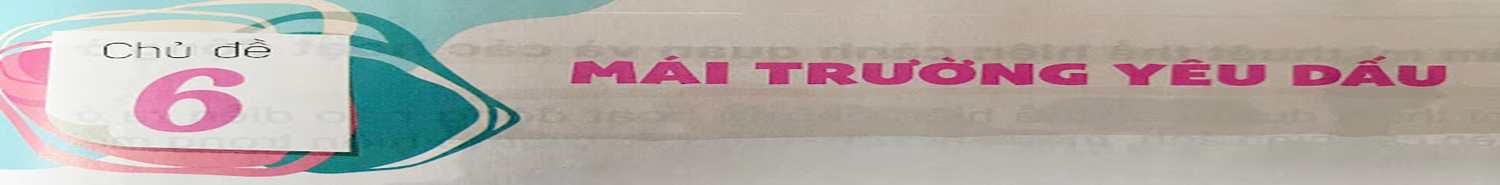 Chủ đề
6
MÁI TRƯỜNG YÊU DẤU